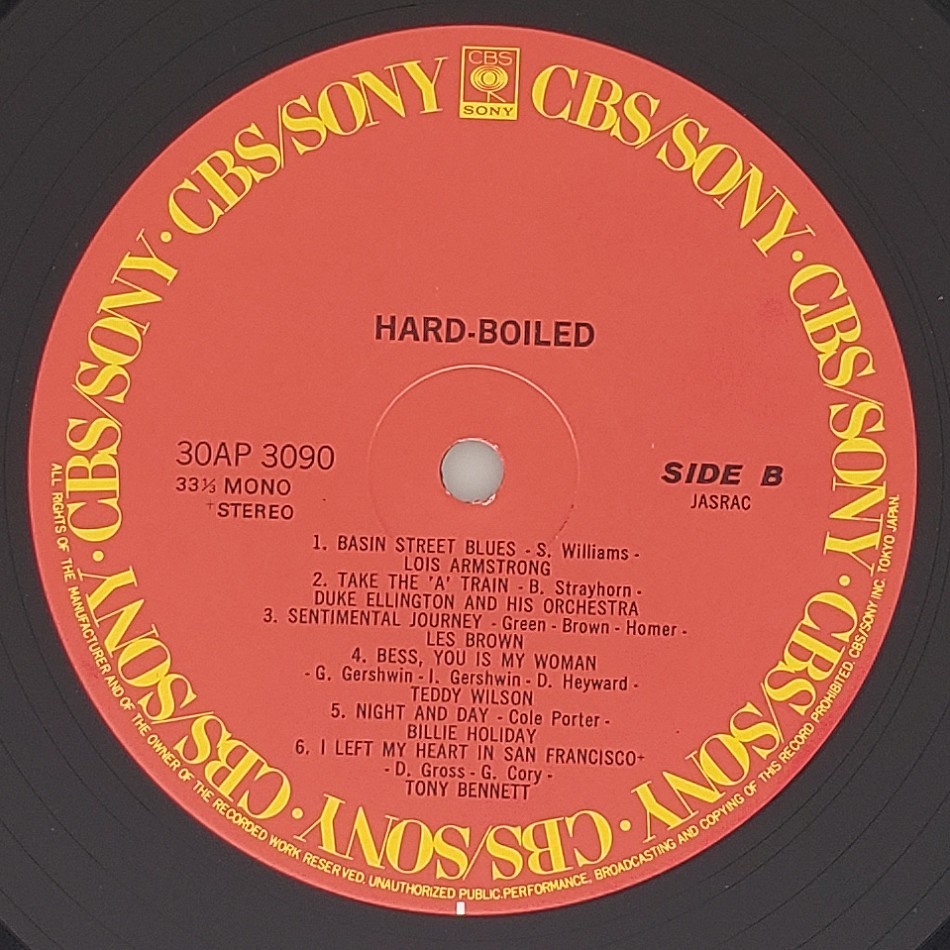 CBS
SONY
CBS/SONY · CBS/SONY · CBS/SONY · CBS/SONY · CBS/SONY · CBS/SONY · CBS/SONY · CBS/SONY · CBS/SONY
HARD-BOILED
30AP 3090
33⅓ MONO
+STEREO
SIDE B
JASRAC
1. BASIN STREET BLUES - S. Williams -
LOIS ARMSTRONG
2. TAKE THE 'A' TRAIN - B. Strayhorn -
DUKE ELLINGTON AND HIS ORCHESTRA
3. SENTIMENTAL JOURNEY - Green - Brown - Homer -
LES BROWN
4. BESS, YOU IS MY WOMAN
- G. Gershwin - I. Gershwin - D. Heyward -
TEDDY WILSON
5. NIGHT AND DAY - Cole Porter -
BILLIE HOLIDAY
6. I LEFT MY HEART IN SAN FRANCISCO+
- D. Gross - G. Cory -
TONY BENNETT
ALL RIGHTS OF THE MANUFACTURER AND OF THE OWNER OF THE RECORDED WORK RESERVED. UNAUTHORIZED PUBLIC PERFORMANCE, BROADCASTING AND COPYING OF THIS RECORD PROHIBITED. CBS/SONY INC. TOKYO JAPAN.